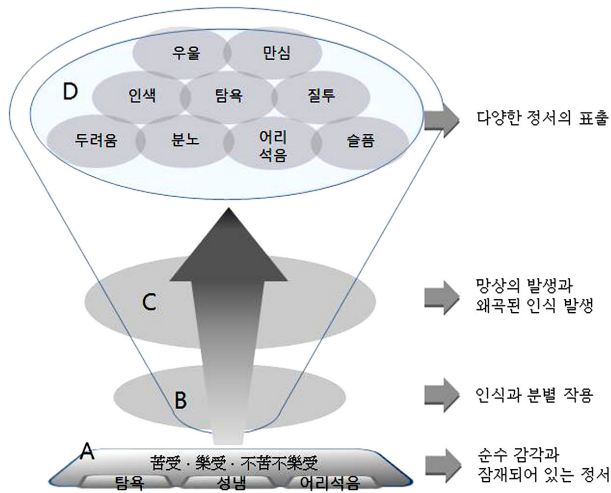 우울 만심
D
인색 탐욕 질투
두려움 분노 어리
석음 슬픔
다양한 정서의 표출
C
망상의 발생과
왜곡된 인식 발생
B
인식과 분별 작용
A
苦受 · 樂受 · 不苦不樂受
탐욕 성냄 어리석음
순수 감각과
잠재되어 있는 정서